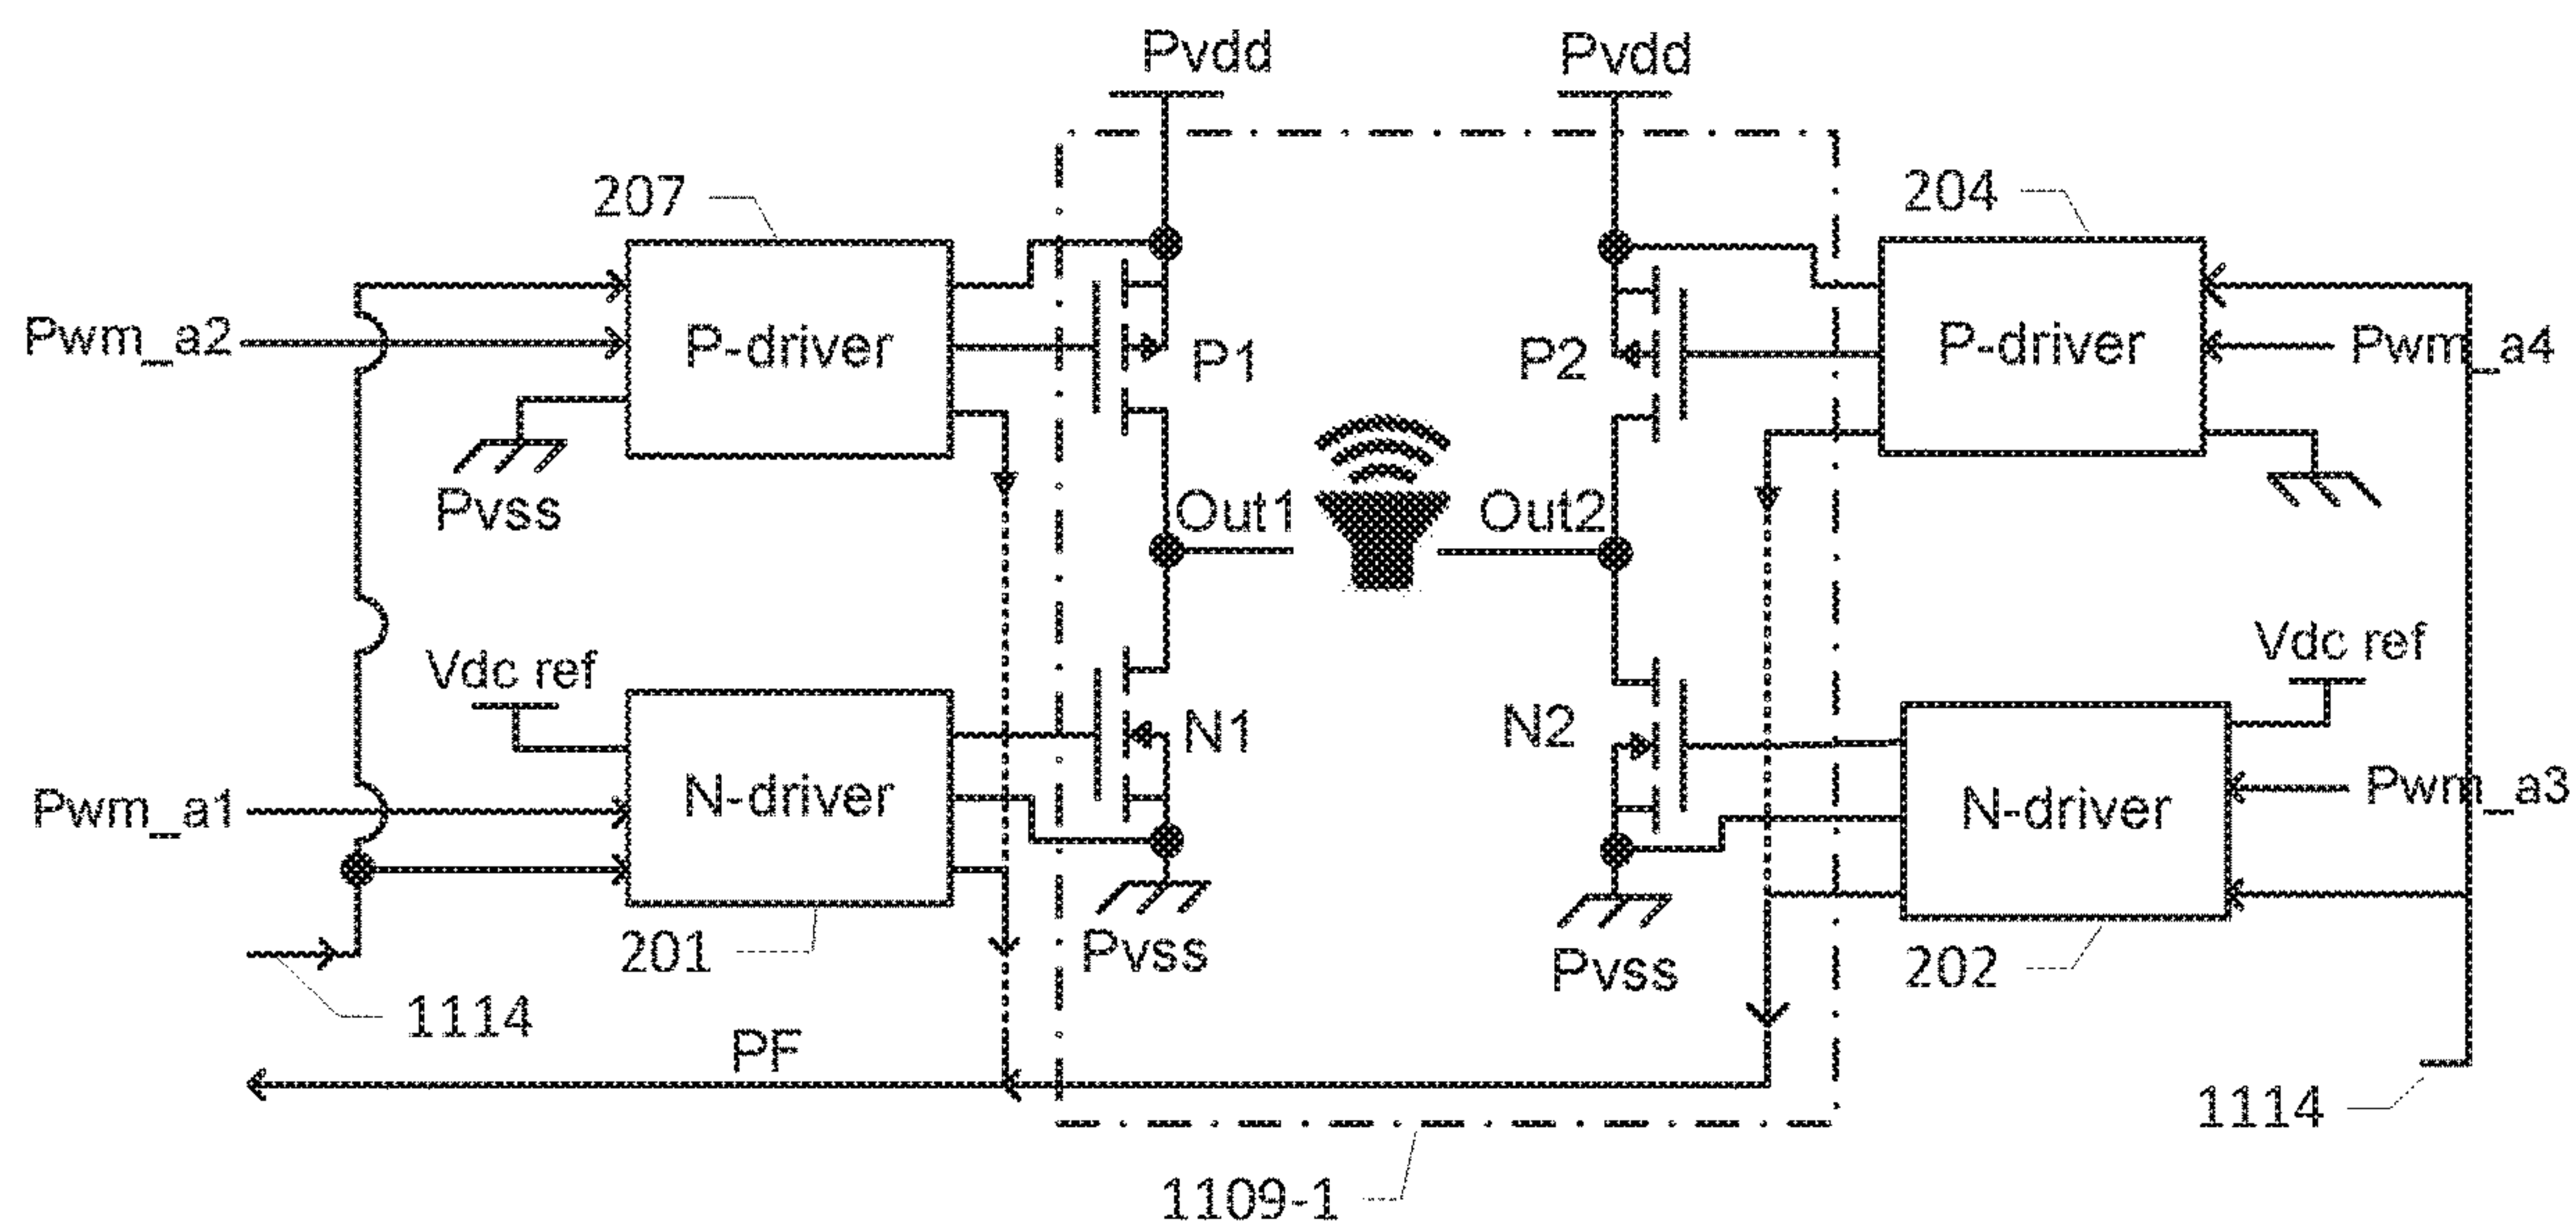 Pvdd
Pvdd
207
204
Pwm_a2
P-driver
P1
P2
P-driver
Pwm_a4
Pvss
Out1
Out2
Vdc ref
Vdc ref
Pwm_a1
N-driver
N1
N2
N-driver
Pwm_a3
201
Pvss
Pvss
202
1114
PF
1114
1109-1